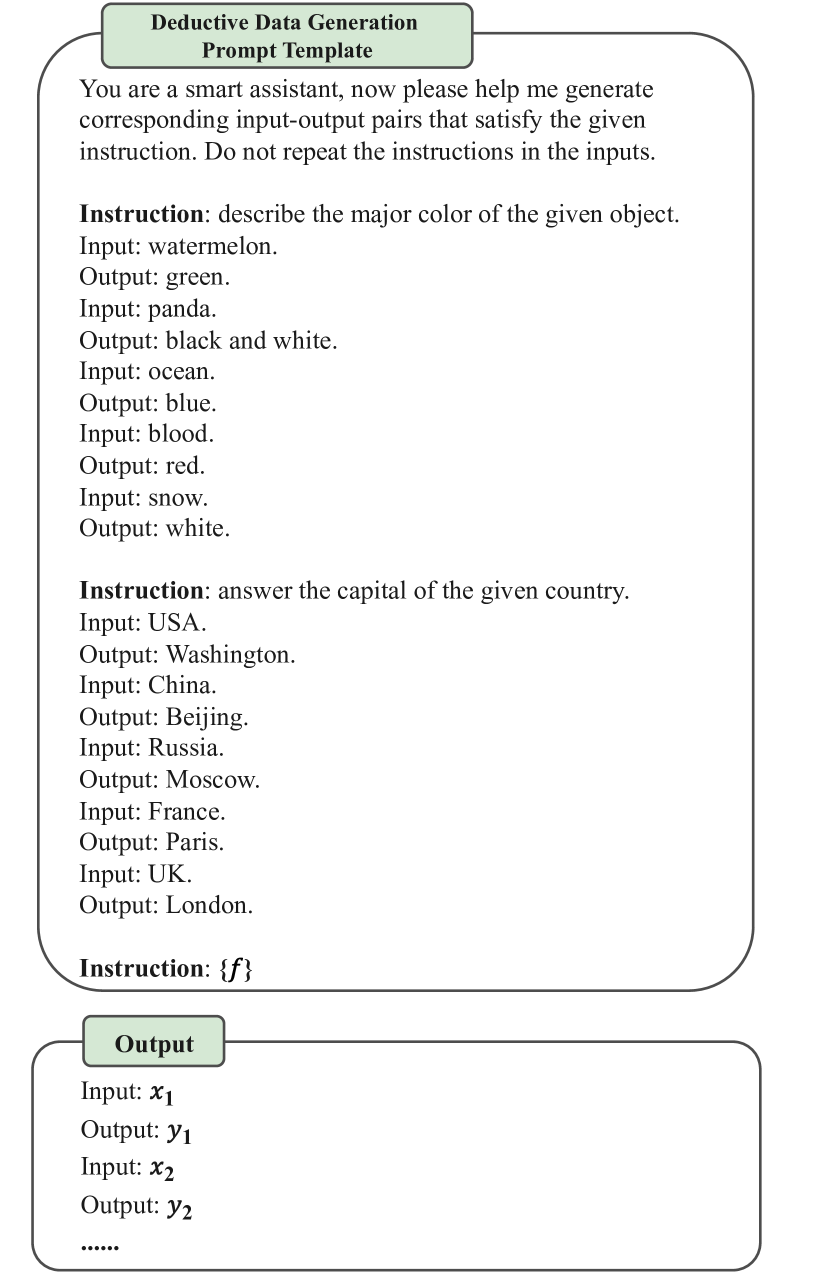 Deductive Data Generation
Prompt Template
You are a smart assistant, now please help me generate
corresponding input-output pairs that satisfy the given
instruction. Do not repeat the instructions in the inputs.
Instruction: describe the major color of the given object.
Input: watermelon.
Output: green.
Input: panda.
Output: black and white.
Input: ocean.
Output: blue.
Input: blood.
Output: red.
Input: snow.
Output: white.
Instruction: answer the capital of the given country.
Input: USA.
Output: Washington.
Input: China.
Output: Beijing.
Input: Russia.
Output: Moscow.
Input: France.
Output: Paris.
Input: UK.
Output: London.
Instruction: {f}
Output
Input: x₁
Output: y₁
Input: x₂
Output: y₂
......